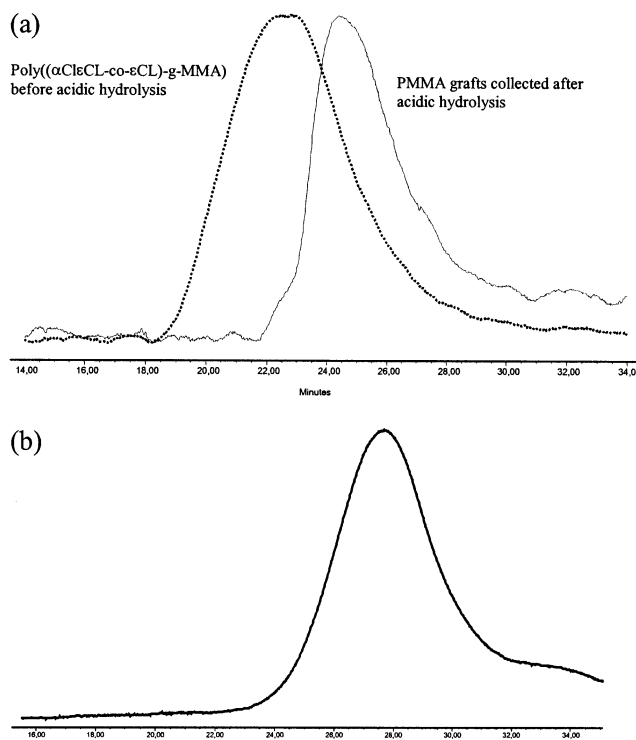 (a)
Poly((αClεCL-co-εCL)-g-MMA)
before acidic hydrolysis
PMMA grafts collected after
acidic hydrolysis
14,00 16,00 18,00 20,00 22,00 24,00 26,00 28,00 30,00 32,00 34,0
Minutes
(b)
16,00 18,00 20,00 22,00 24,00 26,00 28,00 30,00 32,00 34,00